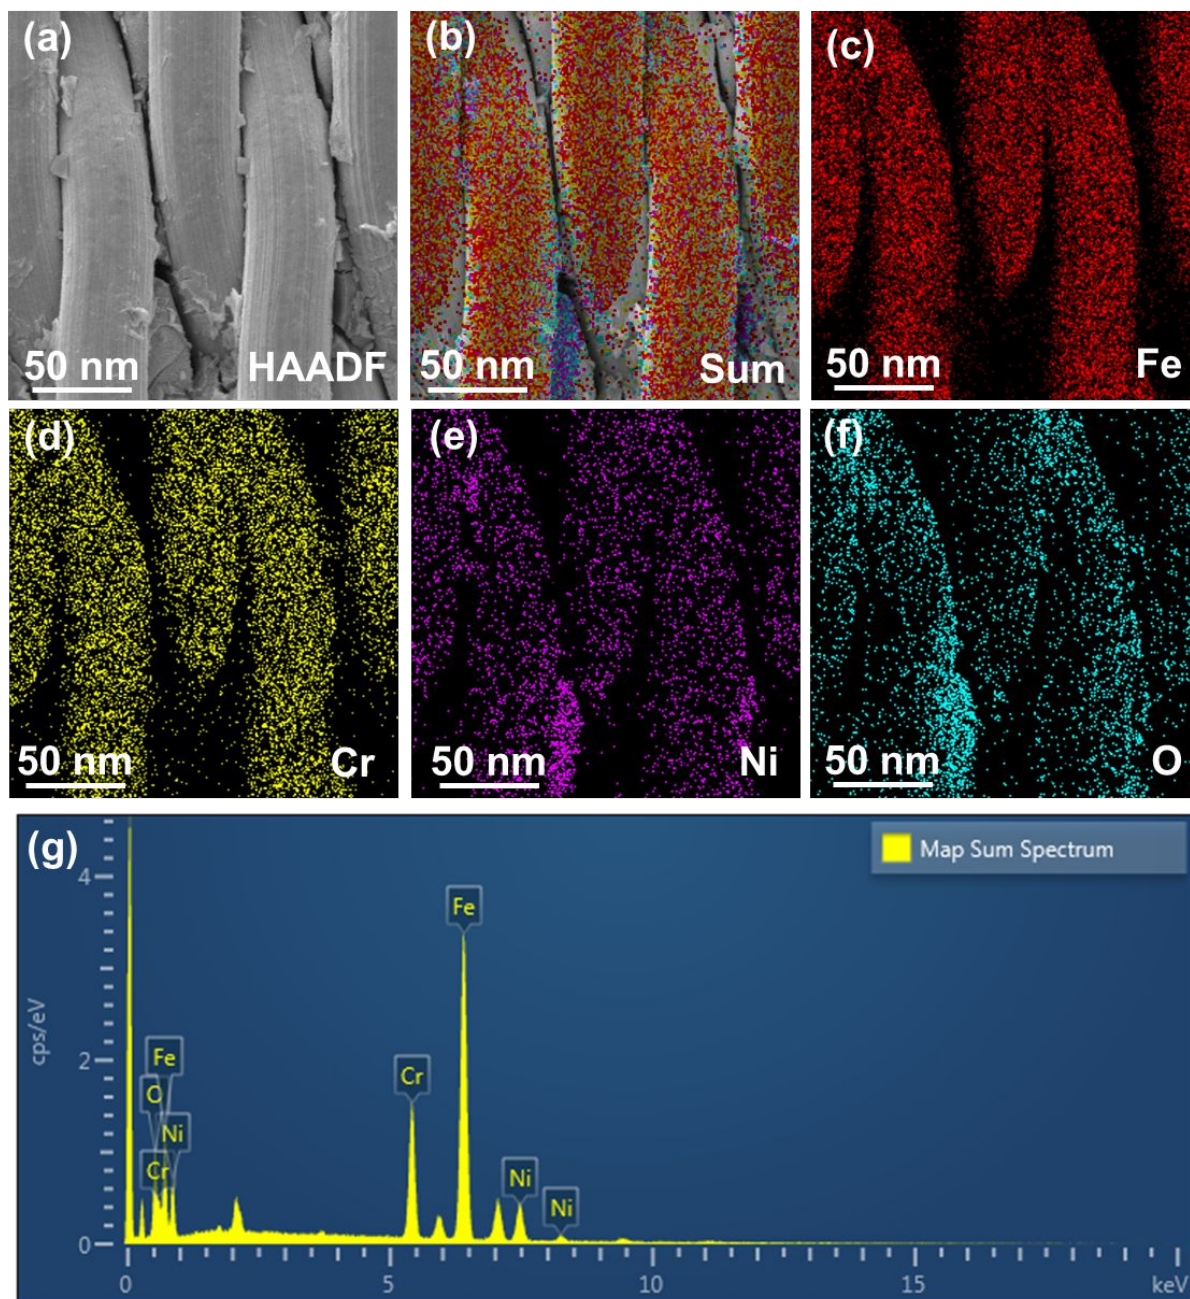 (a)
50 nm
HAADF
(b)
50 nm
Sum
(c)
50 nm
Fe
(d)
50 nm
Cr
(e)
50 nm
Ni
(f)
50 nm
O
(g)
Map Sum Spectrum
4
Fe
cps/eV
2
Fe
Cr
O
Ni
Cr
Ni
Ni
0
0
5
10
15
keV